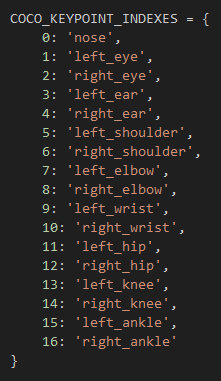 COCO_KEYPOINT_INDEXES = {
    0: 'nose',
    1: 'left_eye',
    2: 'right_eye',
    3: 'left_ear',
    4: 'right_ear',
    5: 'left_shoulder',
    6: 'right_shoulder',
    7: 'left_elbow',
    8: 'right_elbow',
    9: 'left_wrist',
    10: 'right_wrist',
    11: 'left_hip',
    12: 'right_hip',
    13: 'left_knee',
    14: 'right_knee',
    15: 'left_ankle',
    16: 'right_ankle'
}